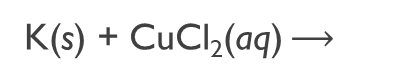 K(s) + CuCl₂(aq) ⟶